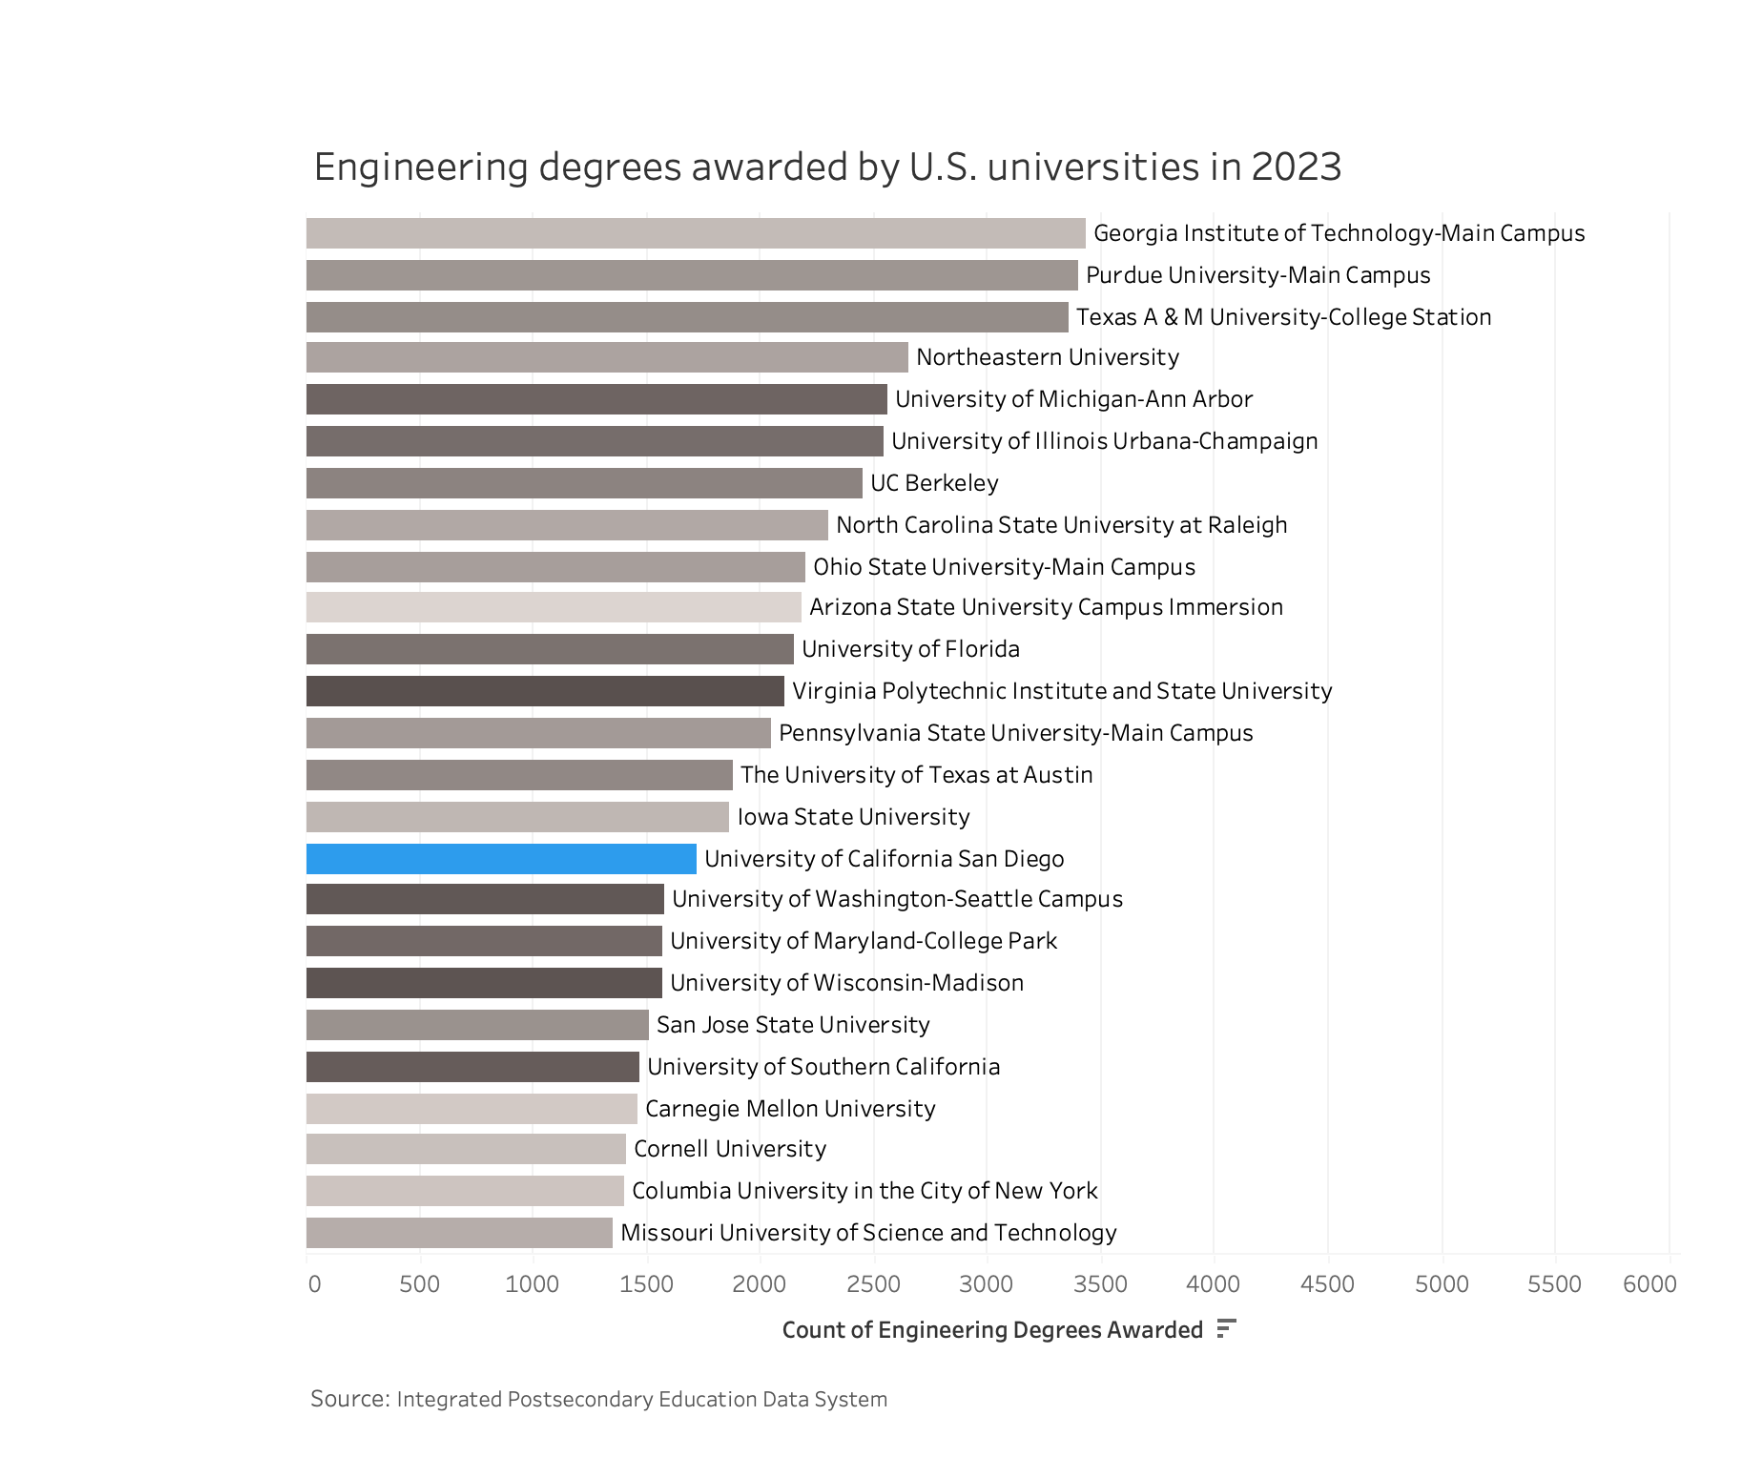 Engineering degrees awarded by U.S. universities in 2023
Georgia Institute of Technology-Main Campus
Purdue University-Main Campus
Texas A & M University-College Station
Northeastern University
University of Michigan-Ann Arbor
University of Illinois Urbana-Champaign
UC Berkeley
North Carolina State University at Raleigh
Ohio State University-Main Campus
Arizona State University Campus Immersion
University of Florida
Virginia Polytechnic Institute and State University
Pennsylvania State University-Main Campus
The University of Texas at Austin
Iowa State University
University of California San Diego
University of Washington-Seattle Campus
University of Maryland-College Park
University of Wisconsin-Madison
San Jose State University
University of Southern California
Carnegie Mellon University
Cornell University
Columbia University in the City of New York
Missouri University of Science and Technology
0 500 1000 1500 2000 2500 3000 3500 4000 4500 5000 5500 6000
Count of Engineering Degrees Awarded
Source: Integrated Postsecondary Education Data System